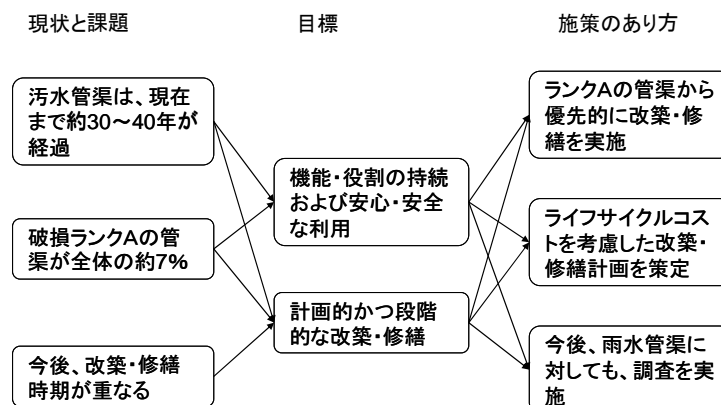 現状と課題
目標
施策のあり方
汚水管渠は、現在
まで約30～40年が
経過
破損ランクAの管
渠が全体の約7%
今後、改築・修繕
時期が重なる
機能・役割の持続
および安心・安全
な利用
計画的かつ段階
的な改築・修繕
ランクAの管渠から
優先的に改築・修
繕を実施
ライフサイクルコス
トを考慮した改築・
修繕計画を策定
今後、雨水管渠に
対しても、調査を実
施